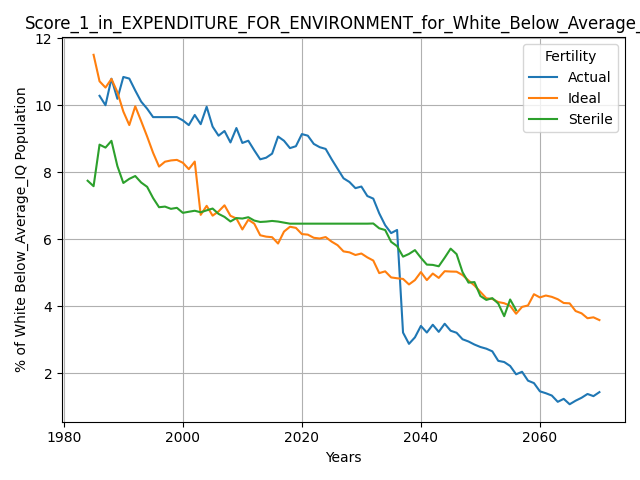 Score_1_in_EXPENDITURE_FOR_ENVIRONMENT_for_White_Below_Average_
% of White Below_Average_IQ Population
12
10
8
6
4
2
Fertility
Actual
Ideal
Sterile
1980
2000
2020
2040
2060
Years